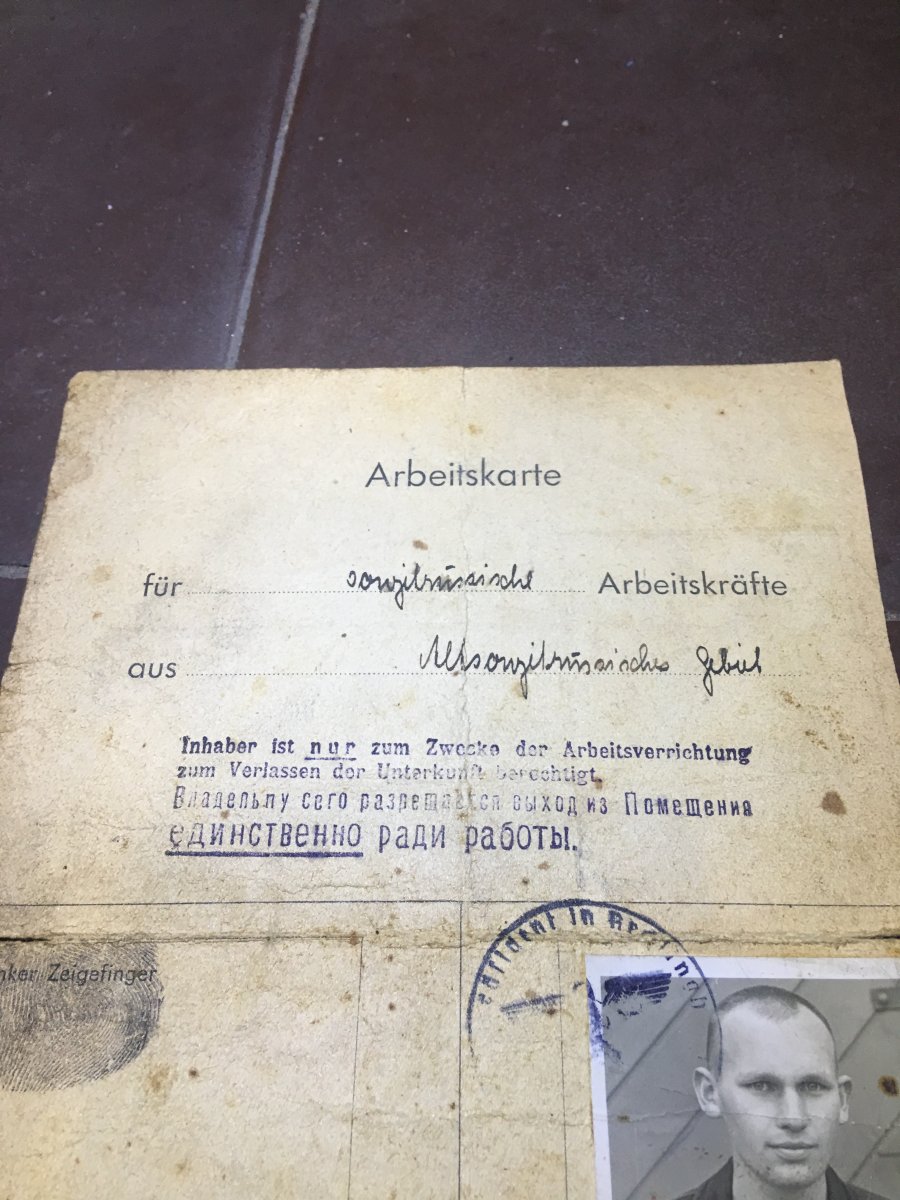 Arbeitskarte
für sowjetrussische Arbeitskräfte
aus Altsowjetrussisches Gebiet
Inhaber ist nur zum Zwecke der Arbeitsverrichtung
zum Verlassen der Unterkunft berechtigt.
Владельцу сего разрешается выход из Помещения
единственно ради работы.
Zeigefinger
in